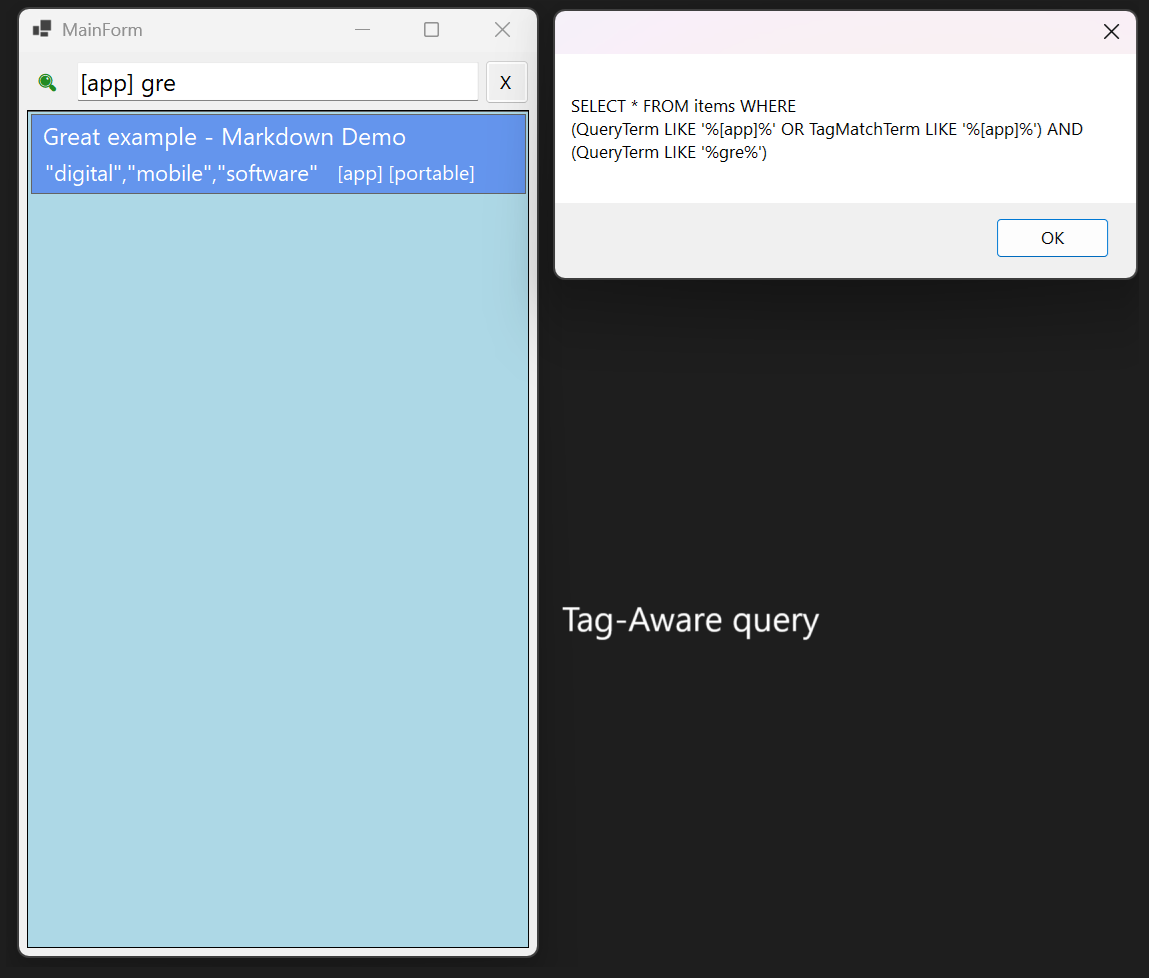 MainForm
[app] gre
X
Great example - Markdown Demo
"digital","mobile","software" [app] [portable]
SELECT * FROM items WHERE
(QueryTerm LIKE '%[app]%' OR TagMatchTerm LIKE '%[app]%') AND
(QueryTerm LIKE '%gre%')
OK
Tag-Aware query